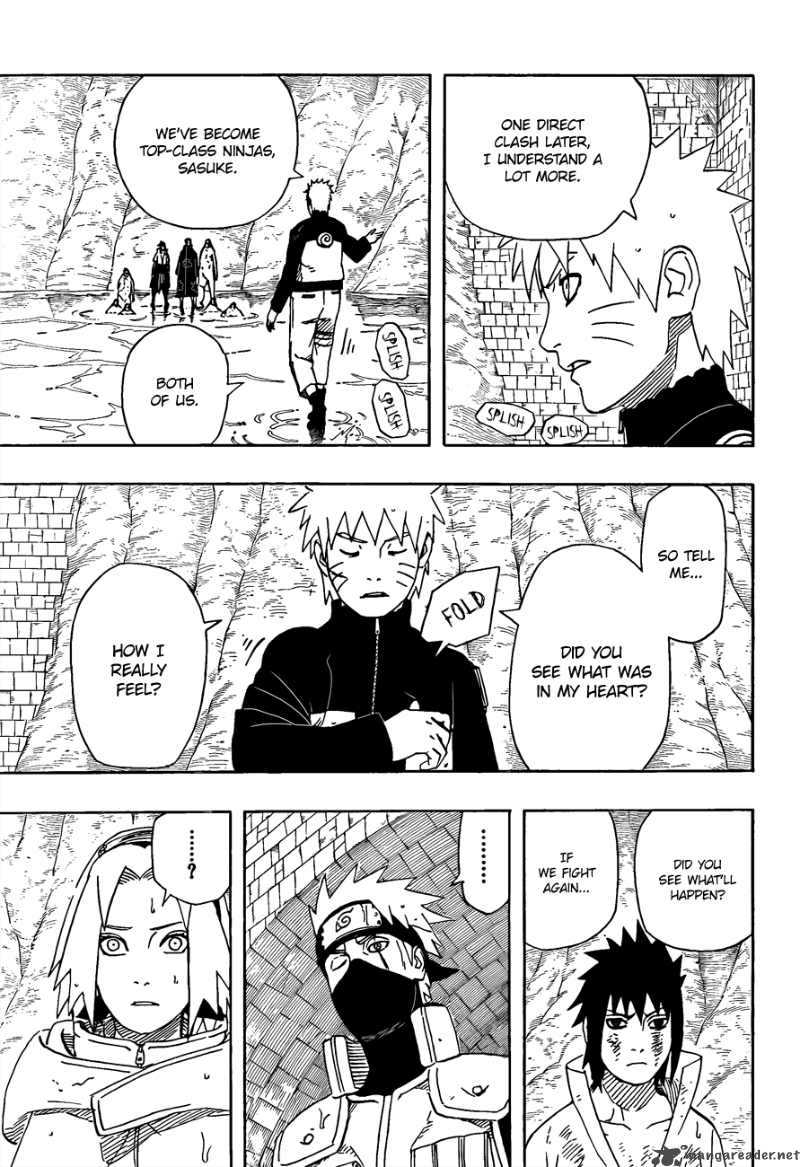 ONE DIRECT
CLASH LATER,
I UNDERSTAND A
LOT MORE.
SPLISH
SPLISH
WE'VE BECOME
TOP-CLASS NINJAS,
SASUKE.
BOTH
OF US.
SPLISH
SPLISH
SO TELL
ME...
DID YOU
SEE WHAT WAS
IN MY HEART?
FOLD
HOW I
REALLY
FEEL?
DID YOU
SEE WHAT'LL
HAPPEN?
IF
WE FIGHT
AGAIN...
.........
......?
mangareader.net